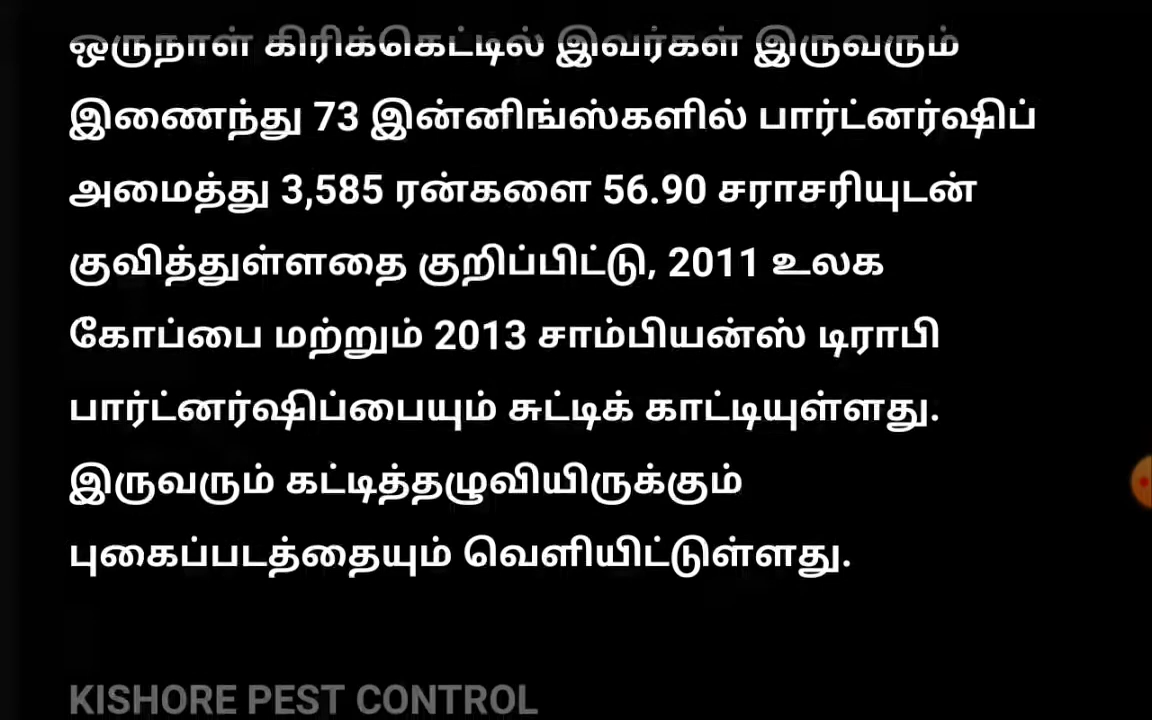 ஒருநாள் கிரிக்கெட்டில் இவர்கள் இருவரும்
இணைந்து 73 இன்னிங்ஸ்களில் பார்ட்னர்ஷிப்
அமைத்து 3,585 ரன்களை 56.90 சராசரியுடன்
குவித்துள்ளதை குறிப்பிட்டு, 2011 உலக
கோப்பை மற்றும் 2013 சாம்பியன்ஸ் டிராபி
பார்ட்னர்ஷிப்பையும் சுட்டிக் காட்டியுள்ளது.
இருவரும் கட்டித்தழுவியிருக்கும்
புகைப்படத்தையும் வெளியிட்டுள்ளது.
KISHORE PEST CONTROL